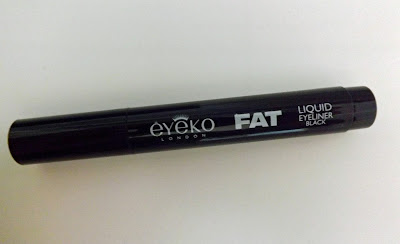 eyeko
LONDON
FAT
LIQUID
EYELINER
BLACK